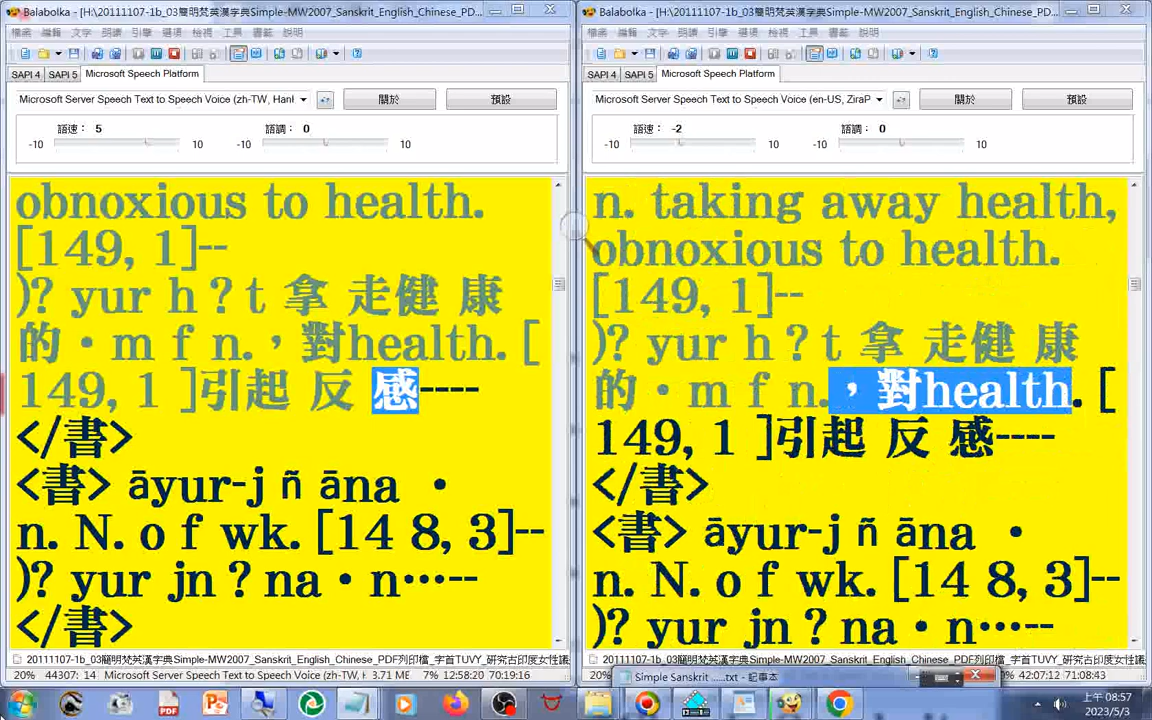 Balabolka - [H:\20111107-1b_03簡明梵英漢字典Simple-MW2007_Sanskrit_English_Chinese_PD...
檔案 編輯 文字 朗讀 引擎 選項 檢視 工具 書籤 說明
SAPI 4 SAPI 5 Microsoft Speech Platform
Microsoft Server Speech Text to Speech Voice (zh-TW, HanI
關於 預設
語速： 5 語調： 0
-10 10 -10 10
obnoxious to health.
[149, 1]--
)? yur h ? t 拿 走健 康
的・m f n.，對health. [
149, 1 ]引起 反 感----
</書>
<書> āyur-j ñ āna ・
n. N. o f wk. [14 8, 3]--
)? yur jn ? na・n…--
</書>
20111107-1b_03簡明梵英漢字典Simple-MW2007_Sanskrit_English_Chinese_PDF列印檔_字首TUVY_研究古印度女性議
20% 44307: 14 Microsoft Server Speech Text to Speech Voice (zh-TW, H 3.71 ME 7% 12:58:20 70:19:16
Balabolka - [H:\20111107-1b_03簡明梵英漢字典Simple-MW2007_Sanskrit_English_Chinese_PD...
檔案 編輯 文字 朗讀 引擎 選項 檢視 工具 書籤 說明
SAPI 4 SAPI 5 Microsoft Speech Platform
Microsoft Server Speech Text to Speech Voice (en-US, ZiraP
關於 預設
語速： -2 語調： 0
-10 10 -10 10
n. taking away health,
obnoxious to health.
[149, 1]--
)? yur h ? t 拿 走健 康
的・m f n.，對health. [
149, 1 ]引起 反 感----
</書>
<書> āyur-j ñ āna ・
n. N. o f wk. [14 8, 3]--
)? yur jn ? na・n…--
20111107-1b_03簡明梵英漢字典Simple-MW2007_Sanskrit_English_Chinese_PDF列印檔_字首TUVY_研究古印度女性議
20% 42:07:12 71:08:43
Simple Sanskrit ......txt - 記事本
上午 08:57
2023/5/3